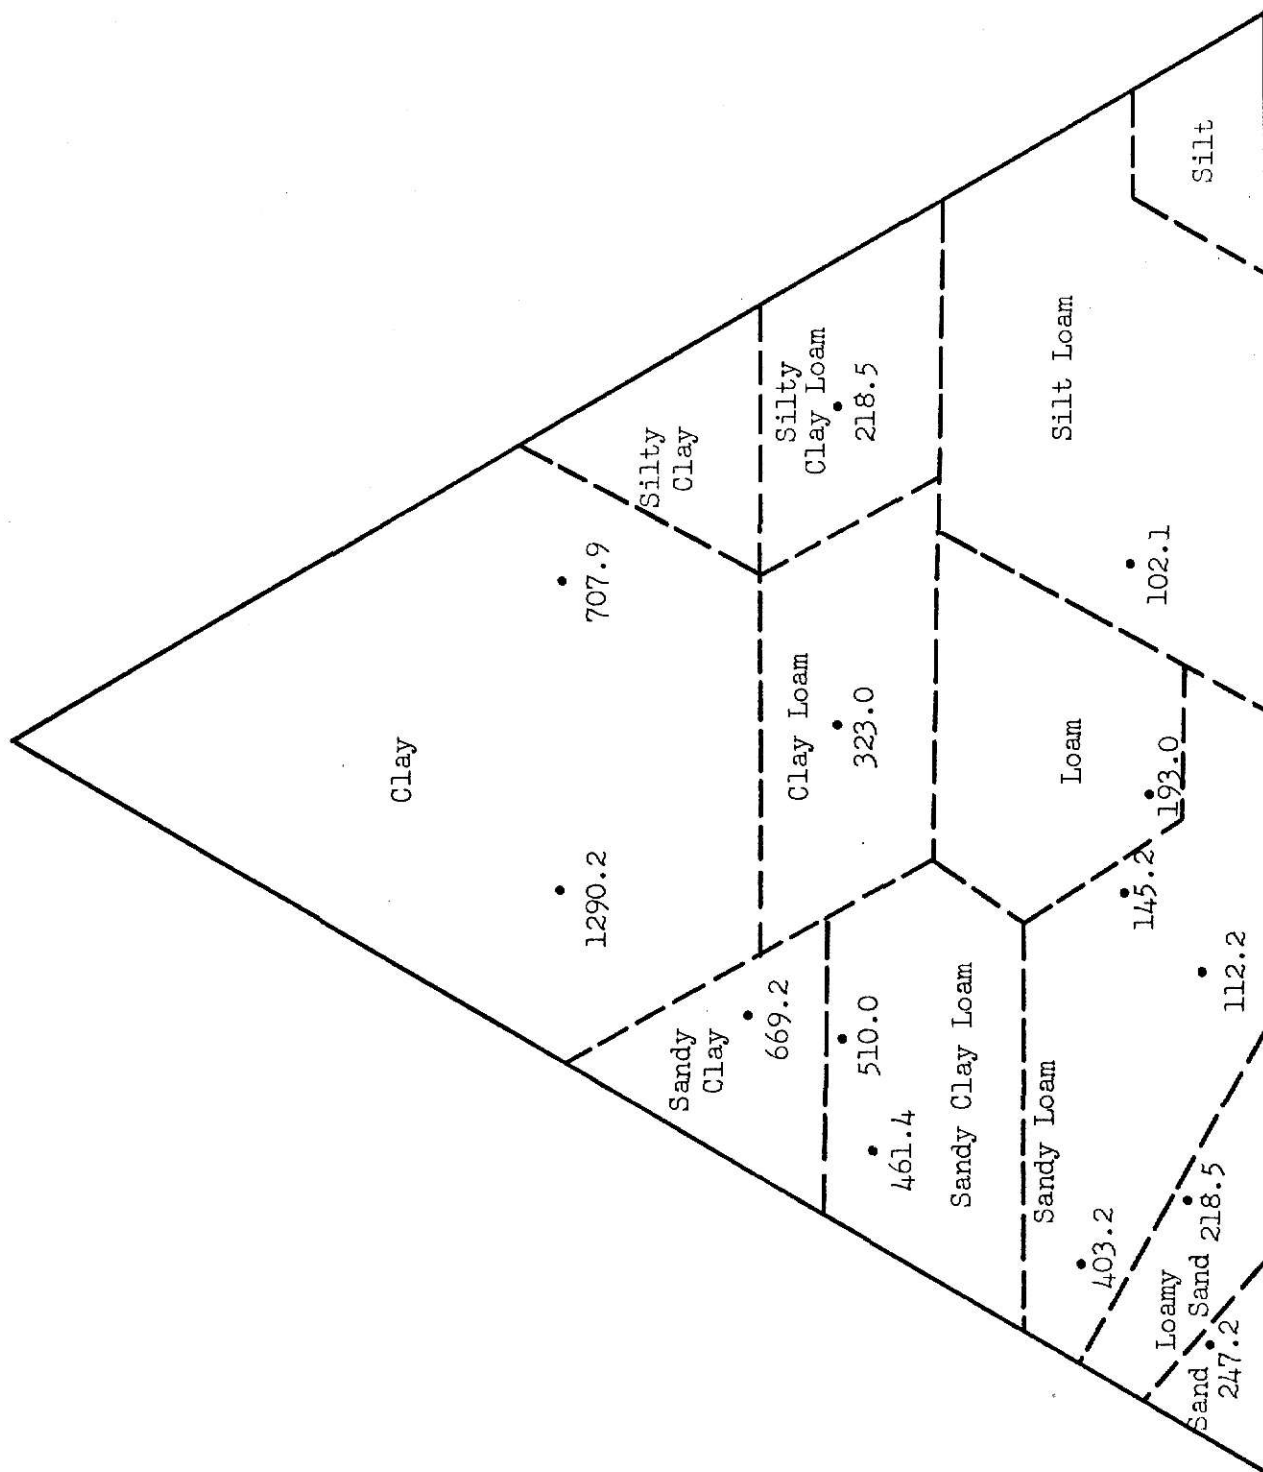 Clay
1290.2
707.9
Silty
Clay
Sandy
Clay
669.2
Clay Loam
323.0
Silty
Clay Loam
218.5
510.0
461.4
Sandy Clay Loam
Sandy Loam
Loam
Silt Loam
403.2
145.2
193.0
102.1
112.2
Silt
Loamy
Sand
218.5
Sand
247.2